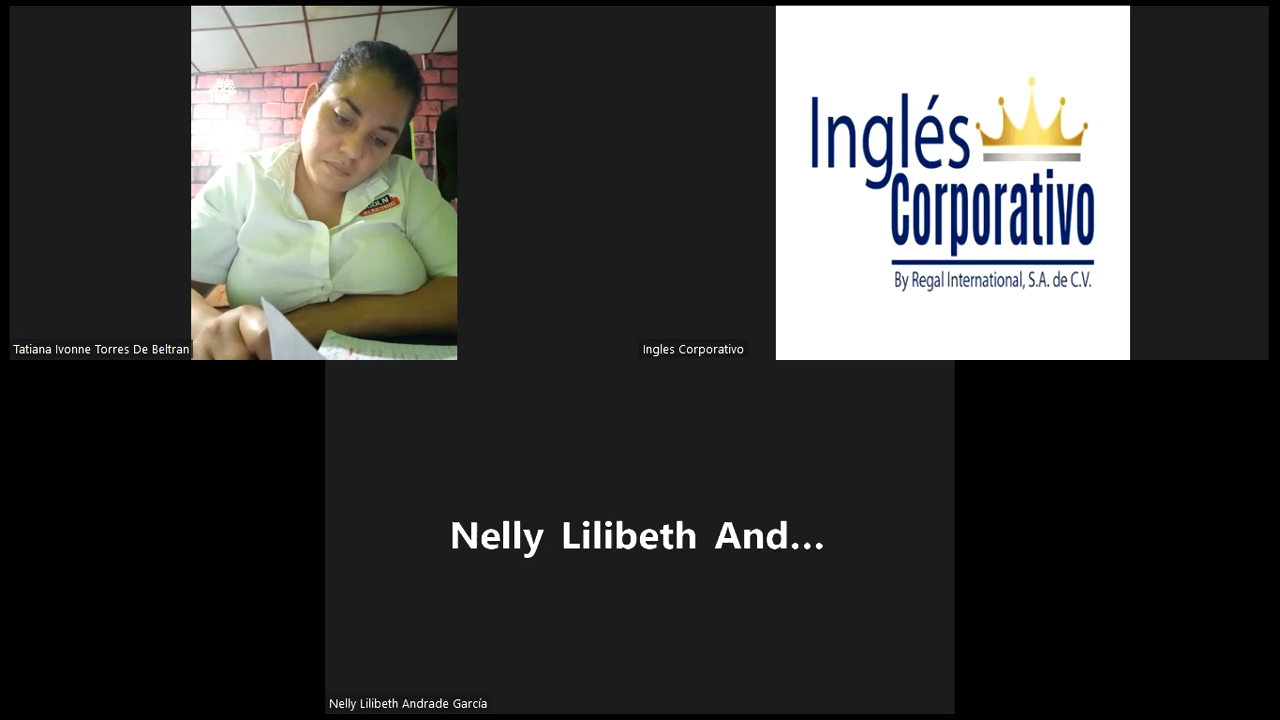 Inglés
Corporativo
By Regal International, S.A. de C.V.
ELECTRIC
Tatiana Ivonne Torres De Beltran
Ingles Corporativo
Nelly Lilibeth And...
Nelly Lilibeth Andrade García